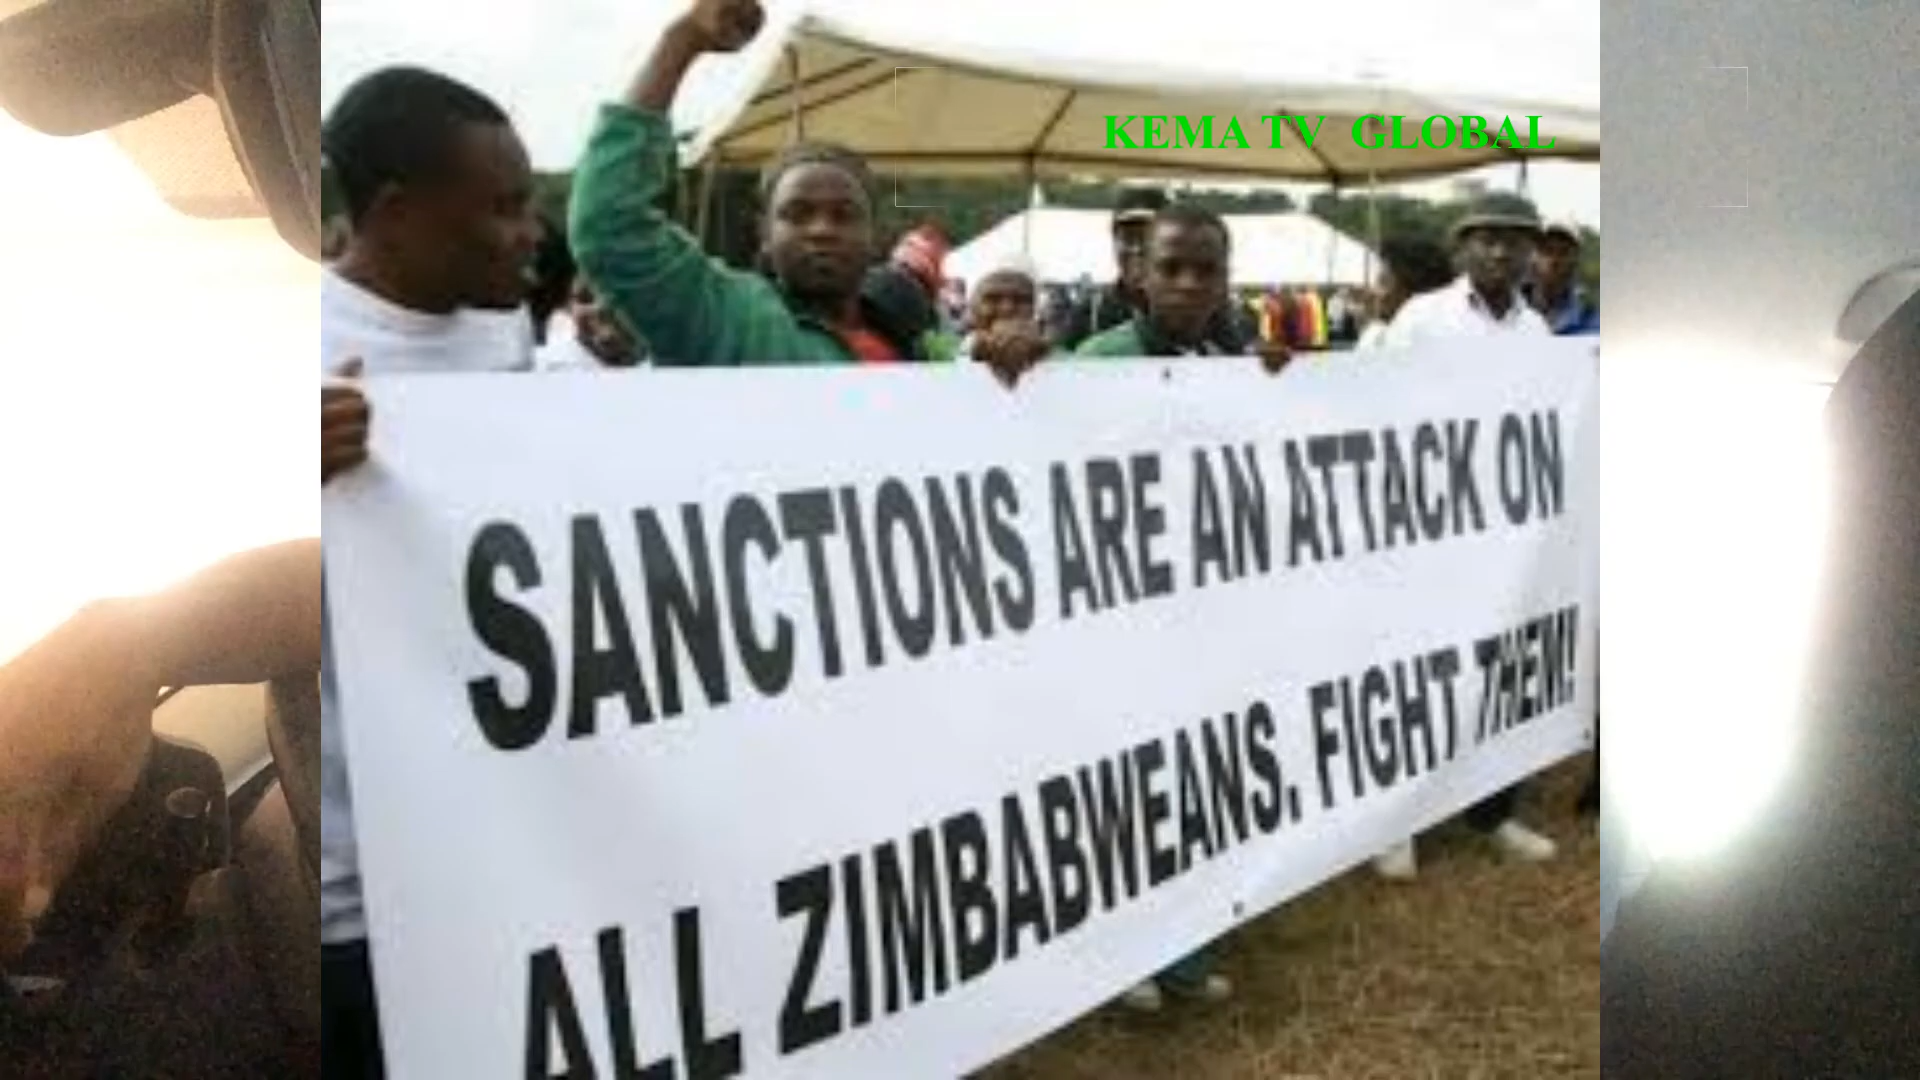 KEMA TV GLOBAL
SANCTIONS ARE AN ATTACK ON
ALL ZIMBABWEANS. FIGHT THEM!